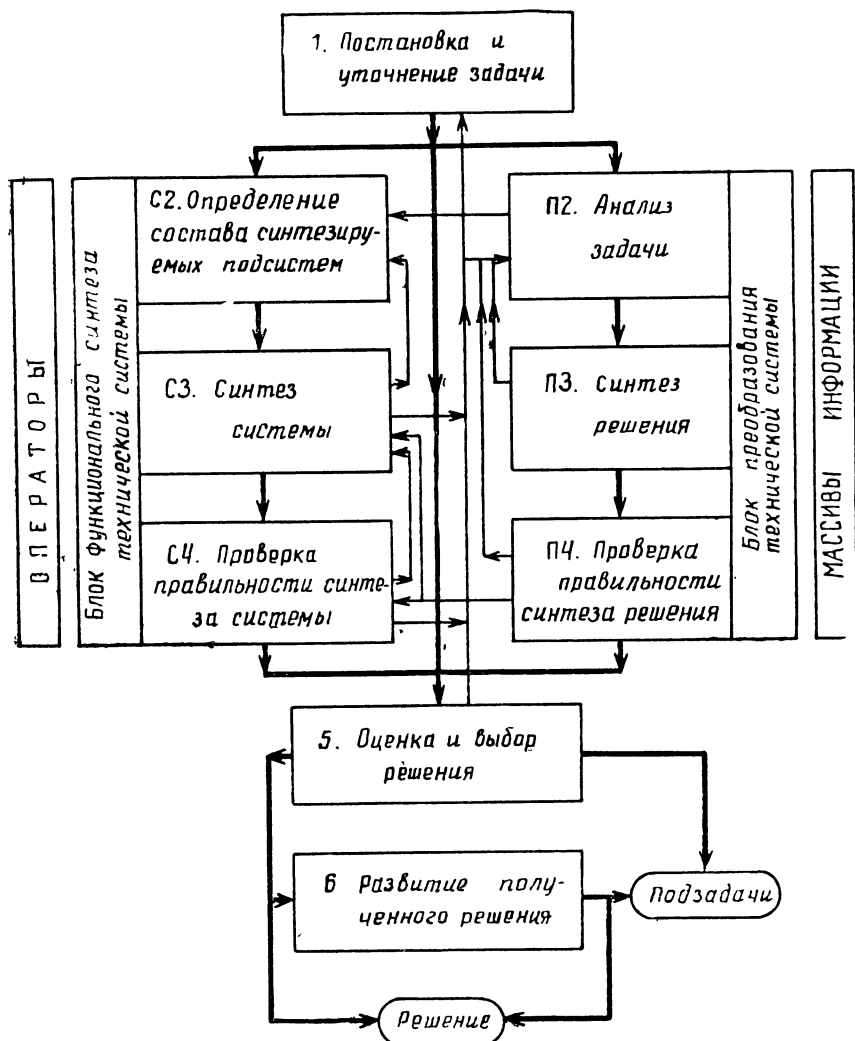 1. Постановка и
уточнение задачи
ОПЕРАТОРЫ
Блок функционального синтеза
технической системы
С2. Определение
состава синтезиру-
емых подсистем
С3. Синтез
системы
С4. Проверка
правильности синте-
за системы
П2. Анализ
задачи
П3. Синтез
решения
П4. Проверка
правильности
синтеза решения
Блок преобразования
технической системы
МАССИВЫ ИНФОРМАЦИИ
5. Оценка и выбор
решения
6 Развитие полу-
ченного решения
Подзадачи
Решение